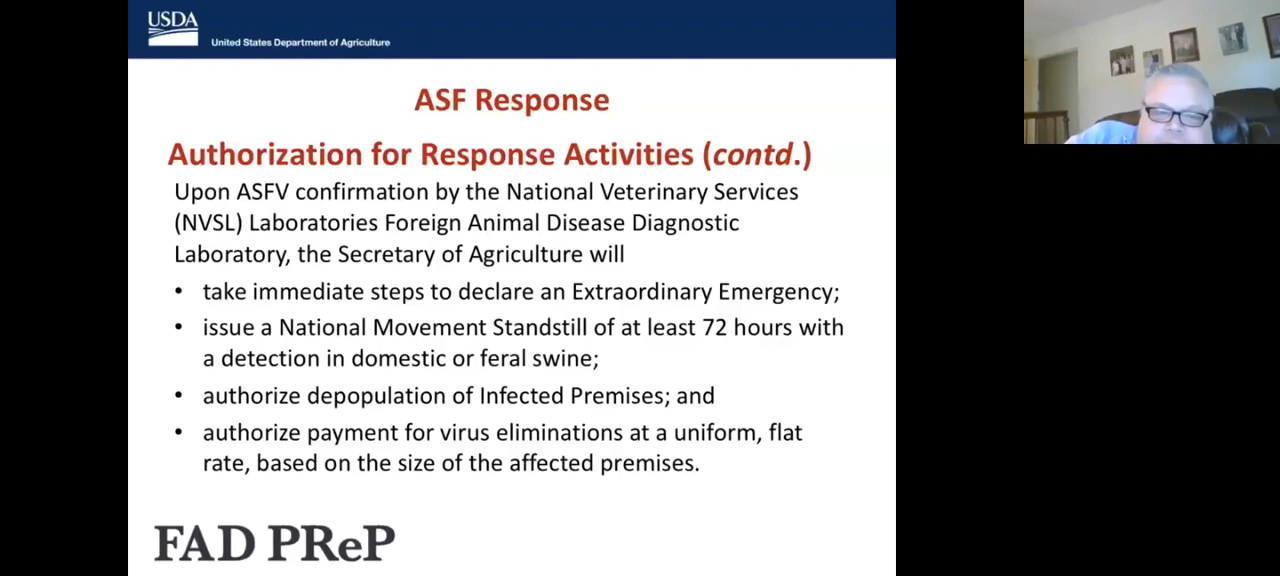 USDA
United States Department of Agriculture
ASF Response
Authorization for Response Activities (contd.)
Upon ASFV confirmation by the National Veterinary Services
(NVSL) Laboratories Foreign Animal Disease Diagnostic
Laboratory, the Secretary of Agriculture will
• take immediate steps to declare an Extraordinary Emergency;
• issue a National Movement Standstill of at least 72 hours with
a detection in domestic or feral swine;
• authorize depopulation of Infected Premises; and
• authorize payment for virus eliminations at a uniform, flat
rate, based on the size of the affected premises.
FAD PReP